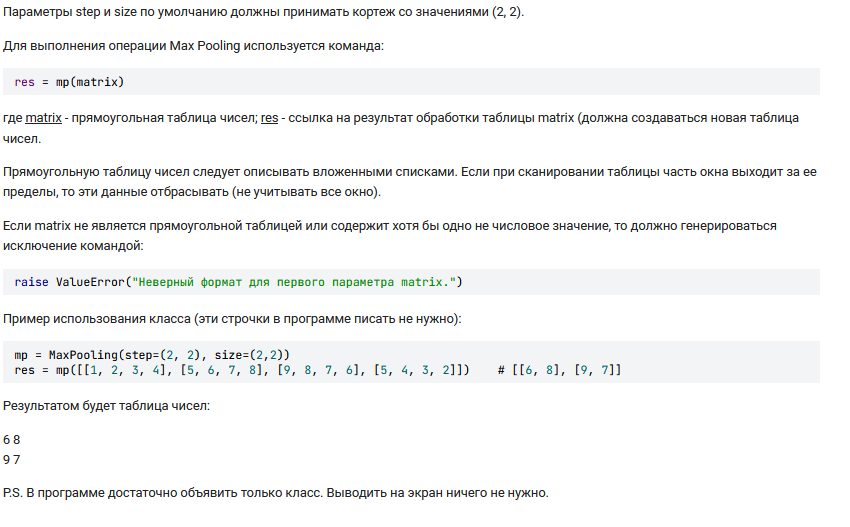 Параметры step и size по умолчанию должны принимать кортеж со значениями (2, 2).
Для выполнения операции Max Pooling используется команда:
res = mp(matrix)
где matrix - прямоугольная таблица чисел; res - ссылка на результат обработки таблицы matrix (должна создаваться новая таблица
чисел.
Прямоугольную таблицу чисел следует описывать вложенными списками. Если при сканировании таблицы часть окна выходит за ее
пределы, то эти данные отбрасывать (не учитывать все окно).
Если matrix не является прямоугольной таблицей или содержит хотя бы одно не числовое значение, то должно генерироваться
исключение командой:
raise ValueError("Неверный формат для первого параметра matrix.")
Пример использования класса (эти строчки в программе писать не нужно):
mp = MaxPooling(step=(2, 2), size=(2,2))
res = mp([[1, 2, 3, 4], [5, 6, 7, 8], [9, 8, 7, 6], [5, 4, 3, 2]])    # [[6, 8], [9, 7]]
Результатом будет таблица чисел:
6 8
9 7
P.S. В программе достаточно объявить только класс. Выводить на экран ничего не нужно.